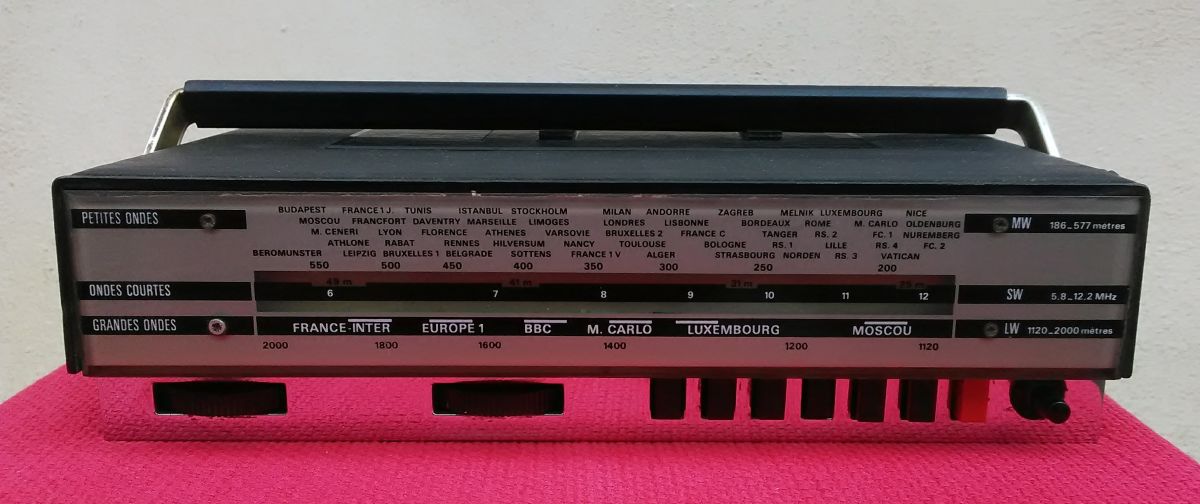 PETITES ONDES
BUDAPEST FRANCE 1 J. TUNIS ISTANBUL STOCKHOLM MILAN ANDORRE ZAGREB MELNIK LUXEMBOURG NICE
MOSCOU FRANCFORT DAVENTRY MARSEILLE LIMOGES LONDRES LISBONNE BORDEAUX ROME M. CARLO OLDENBURG
M. CENERI LYON FLORENCE ATHENES VARSOVIE BRUXELLES 2 FRANCE C TANGER RS. 2 FC. 1 NUREMBERG
ATHLONE RABAT RENNES HILVERSUM NANCY TOULOUSE BOLOGNE RS. 1 LILLE RS. 4 FC. 2
BEROMUNSTER LEIPZIG BRUXELLES 1 BELGRADE SOTTENS FRANCE 1 V ALGER STRASBOURG NORDEN RS. 3 VATICAN
550 500 450 400 350 300 250 200
MW 186_577 mètres
49 m 41 m 31 m 25 m
ONDES COURTES 6 7 8 9 10 11 12 SW 5.8_12.2 MHz
GRANDES ONDES FRANCE-INTER EUROPE 1 BBC M. CARLO LUXEMBOURG MOSCOU LW 1120_2000 mètres
2000 1800 1600 1400 1200 1120